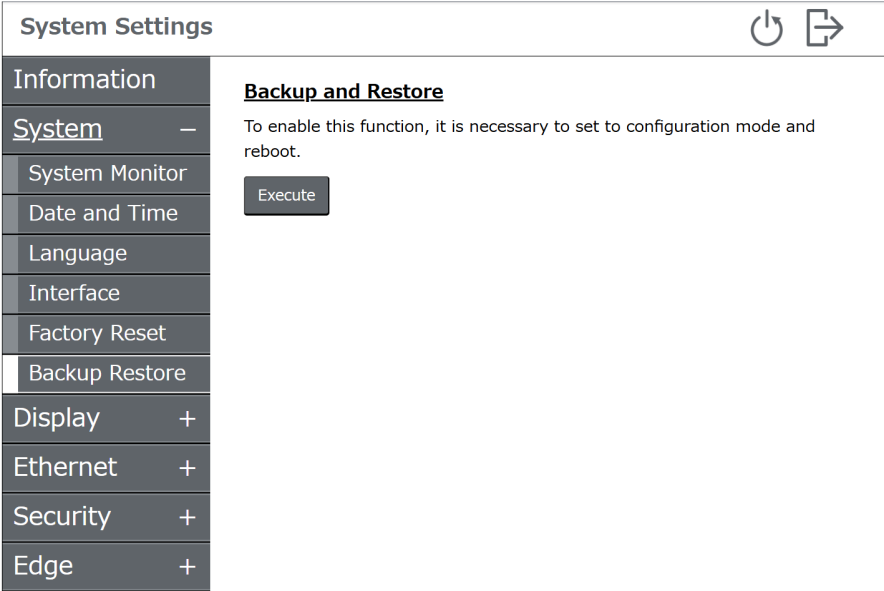 System Settings
Information
System −
System Monitor
Date and Time
Language
Interface
Factory Reset
Backup Restore
Display +
Ethernet +
Security +
Edge +
Backup and Restore
To enable this function, it is necessary to set to configuration mode and
reboot.
Execute